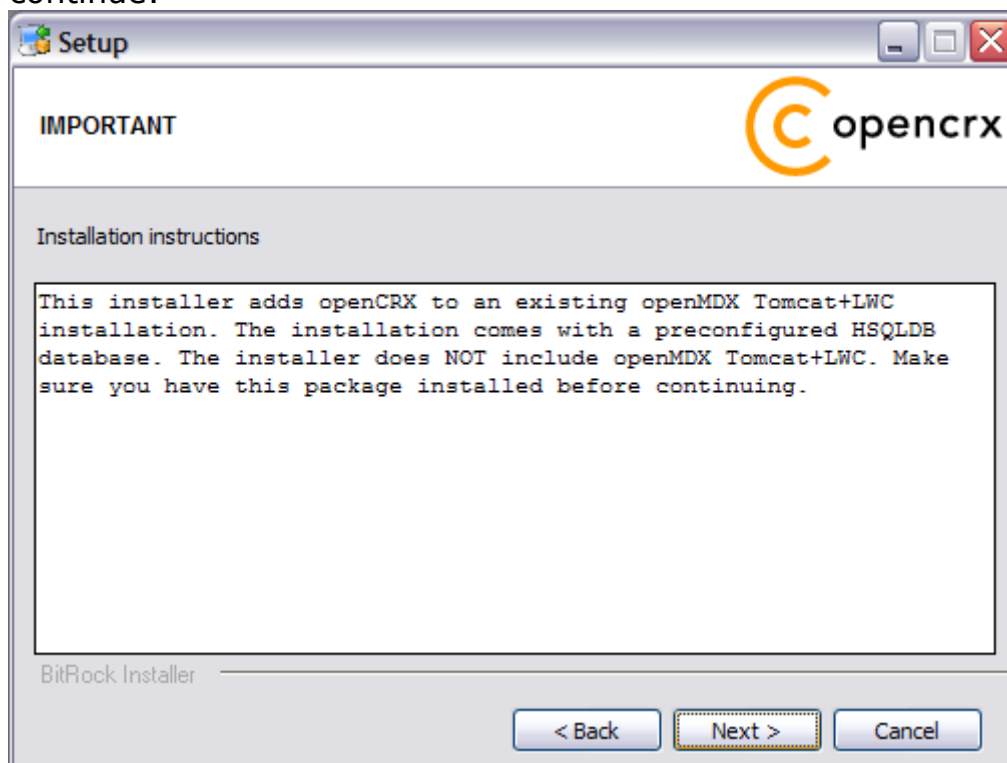 continue.
Setup
IMPORTANT
opencrx
Installation instructions
This installer adds openCRX to an existing openMDX Tomcat+LWC
installation. The installation comes with a preconfigured HSQLDB
database. The installer does NOT include openMDX Tomcat+LWC. Make
sure you have this package installed before continuing.
BitRock Installer
< Back Next > Cancel